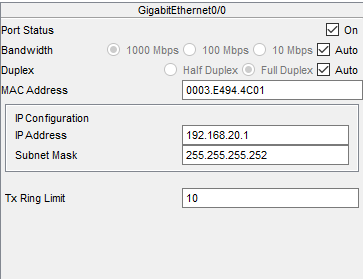 GigabitEthernet0/0
Port Status On
Bandwidth 1000 Mbps 100 Mbps 10 Mbps Auto
Duplex Half Duplex Full Duplex Auto
MAC Address 0003.E494.4C01
IP Configuration
IP Address 192.168.20.1
Subnet Mask 255.255.255.252
Tx Ring Limit 10